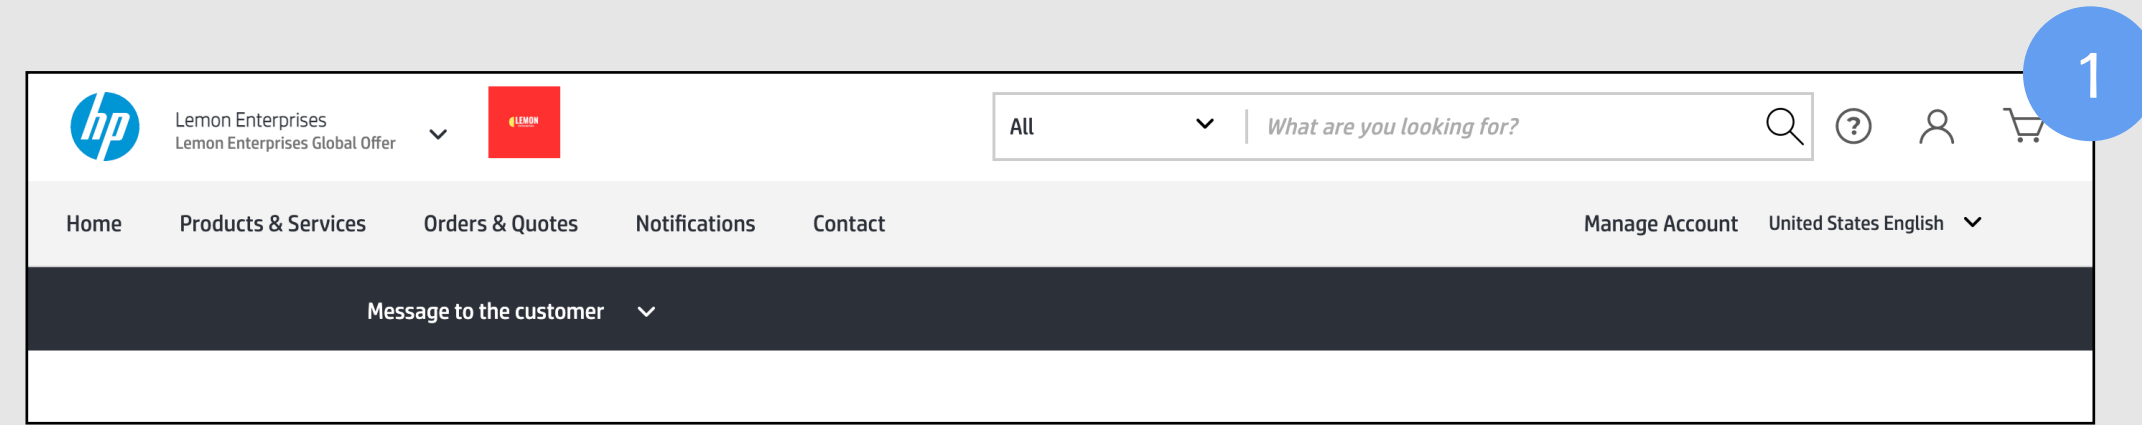 1
hp
Lemon Enterprises
Lemon Enterprises Global Offer
LEMON
All
What are you looking for?
?
Home Products & Services Orders & Quotes Notifications Contact Manage Account United States English
Message to the customer